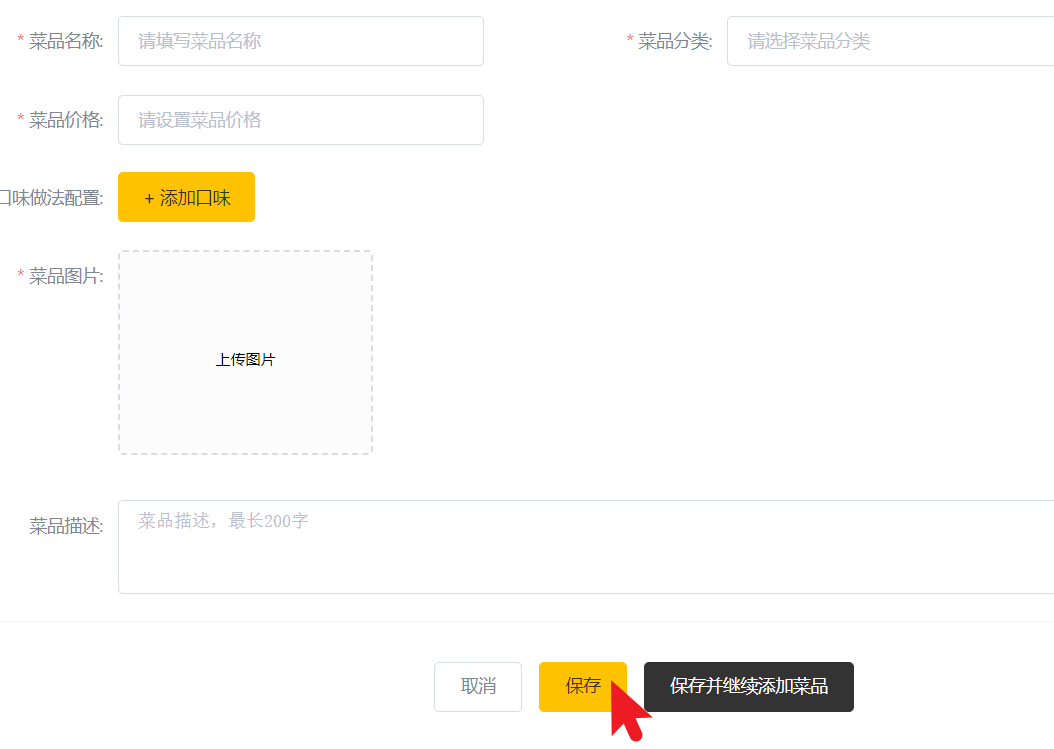 * 菜品名称: 请填写菜品名称 * 菜品分类: 请选择菜品分类
* 菜品价格: 请设置菜品价格
口味做法配置: + 添加口味
* 菜品图片:
上传图片
菜品描述: 菜品描述，最长200字
取消 保存 保存并继续添加菜品